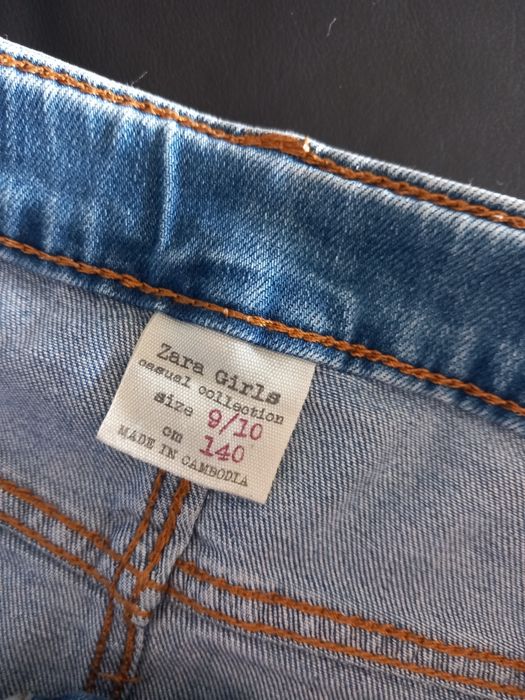 Zara Girls
casual collection
size 9/10
cm 140
MADE IN CAMBODIA